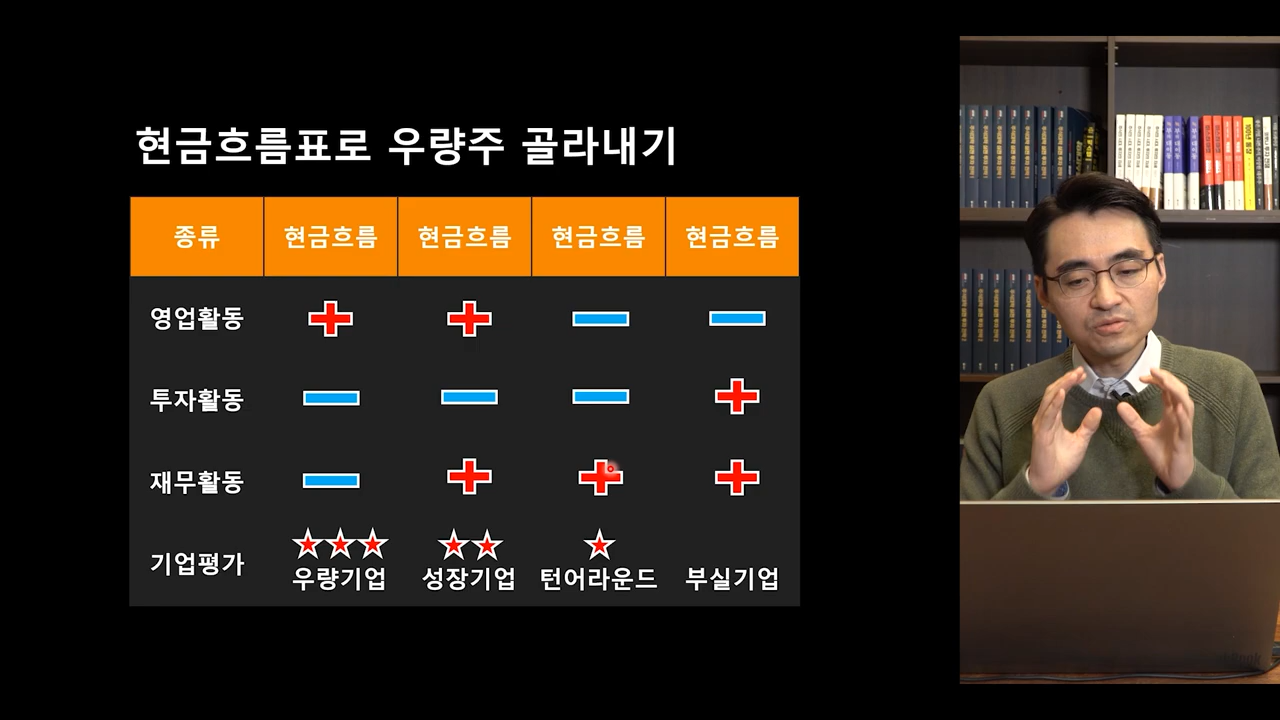 현금흐름표로 우량주 골라내기
종류 현금흐름 현금흐름 현금흐름 현금흐름
영업활동 + + - -
투자활동 - - - +
재무활동 - + + +
기업평가 ★★★ ★★ ★
우량기업 성장기업 턴어라운드 부실기업